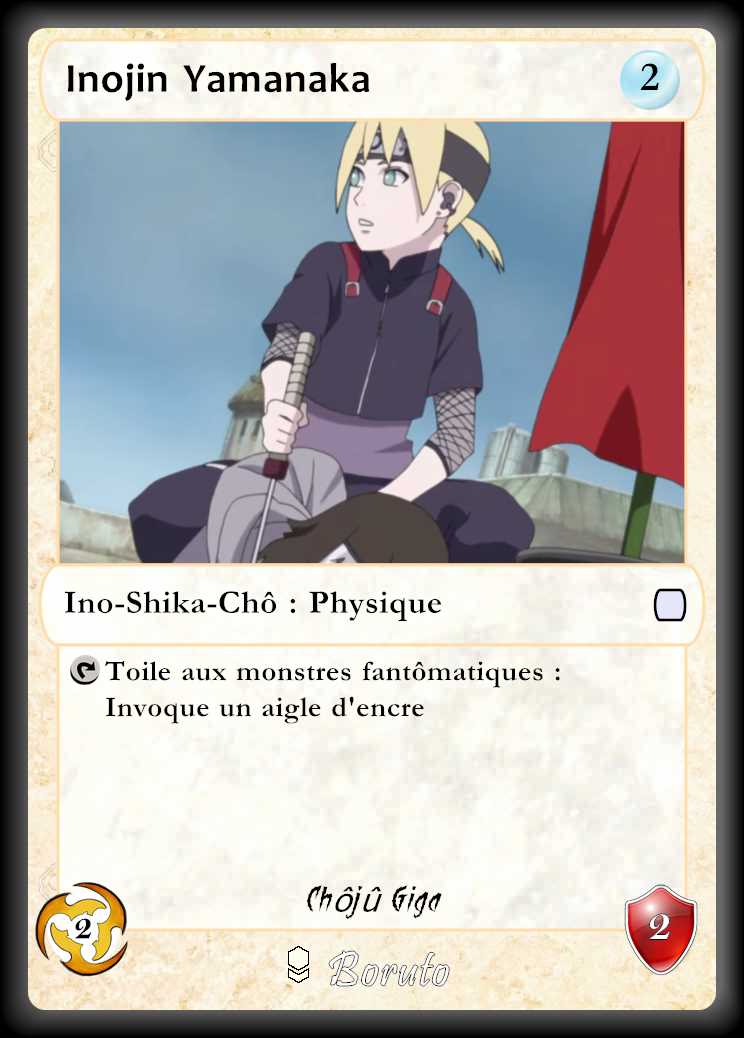 Inojin Yamanaka
2
Ino-Shika-Chô : Physique
Toile aux monstres fantômatiques :
Invoque un aigle d'encre
Chôjû Giga
2
2
Boruto